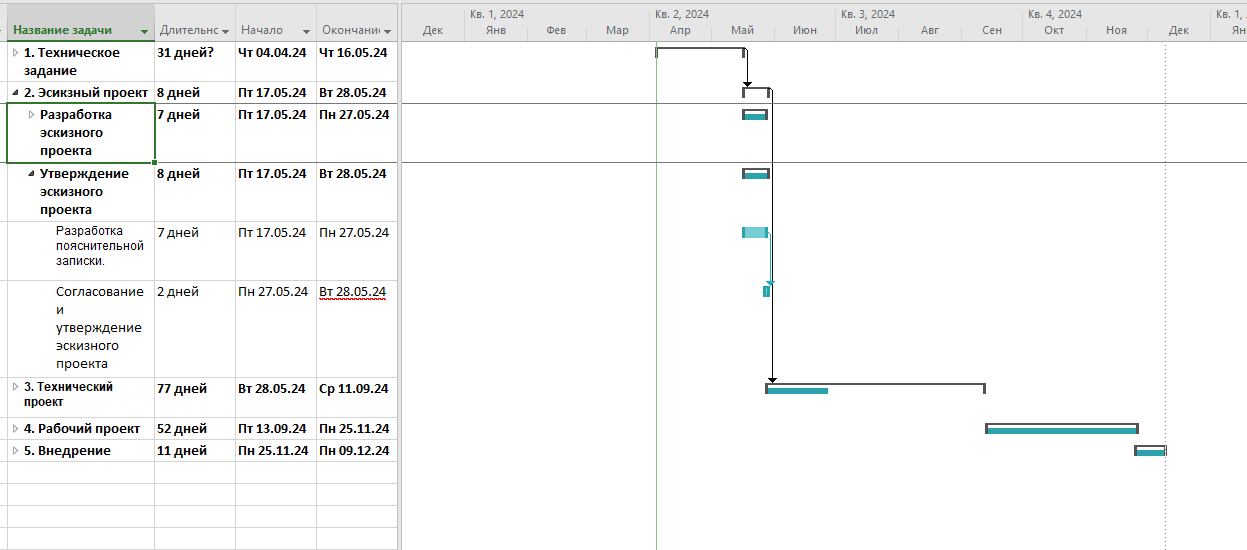 Кв. 1, 2024 Кв. 2, 2024 Кв. 3, 2024 Кв. 4, 2024 Кв. 1,
Название задачи Длительнс Начало Окончание Дек Янв Фев Мар Апр Май Июн Июл Авг Сен Окт Ноя Дек Ян
1. Техническое 31 дней? Чт 04.04.24 Чт 16.05.24
задание
2. Эсикзный проект 8 дней Пт 17.05.24 Вт 28.05.24
Разработка 7 дней Пт 17.05.24 Пн 27.05.24
эскизного
проекта
Утверждение 8 дней Пт 17.05.24 Вт 28.05.24
эскизного
проекта
Разработка 7 дней Пт 17.05.24 Пн 27.05.24
пояснительной
записки.
Согласование 2 дней Пн 27.05.24 Вт 28.05.24
и
утверждение
эскизного
проекта
3. Технический 77 дней Вт 28.05.24 Ср 11.09.24
проект
4. Рабочий проект 52 дней Пт 13.09.24 Пн 25.11.24
5. Внедрение 11 дней Пн 25.11.24 Пн 09.12.24